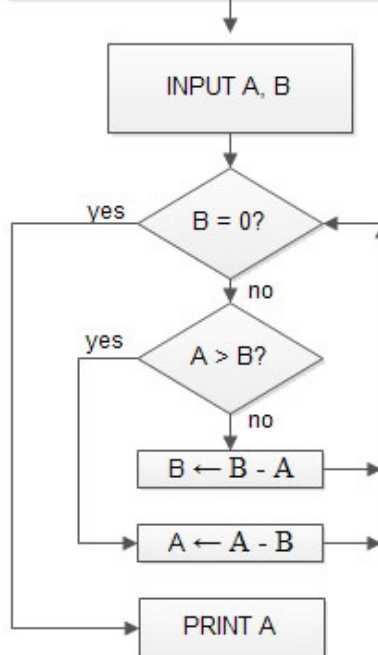 INPUT A, B
yes
B = 0?
no
yes
A > B?
no
B ← B - A
A ← A - B
PRINT A